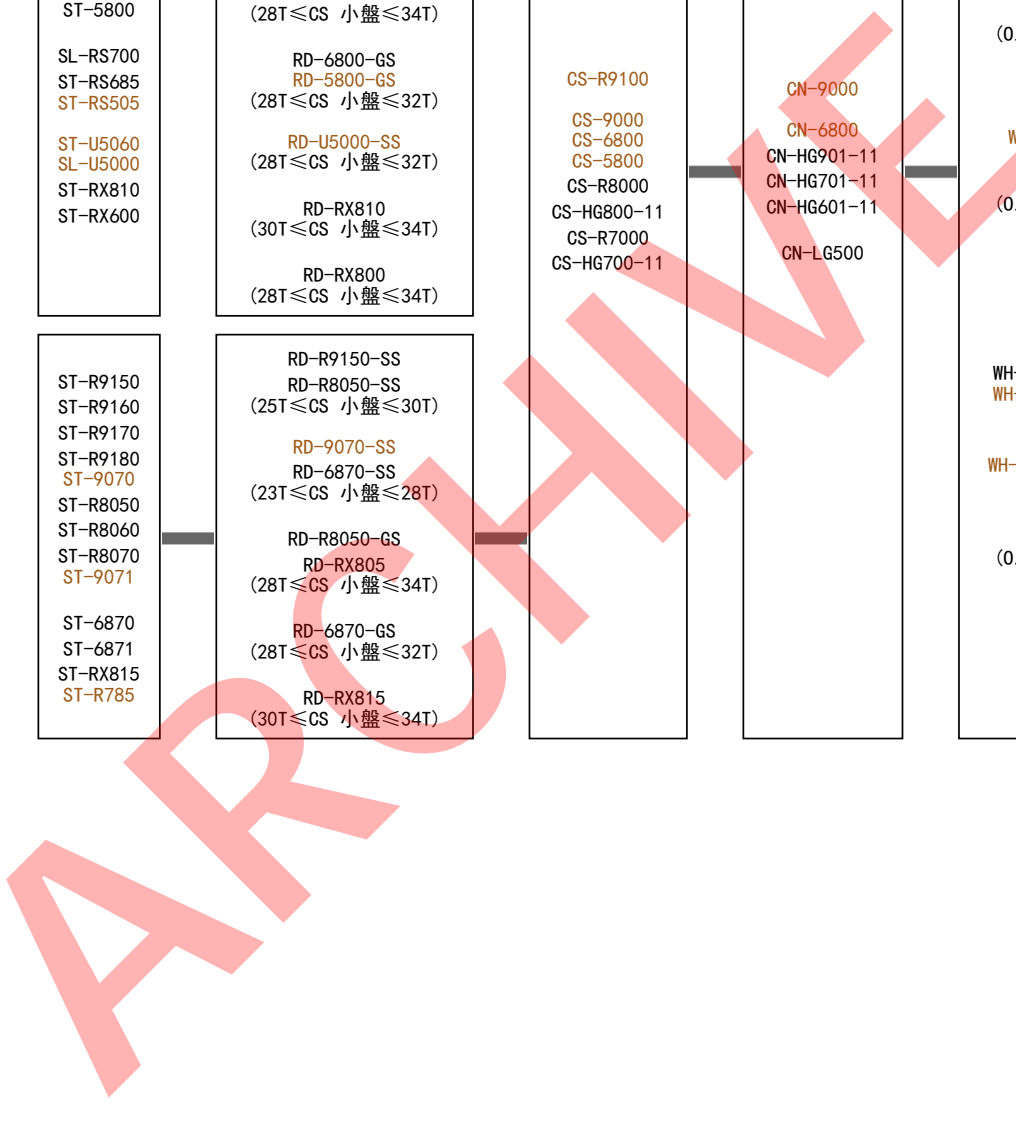 ST-5800
SL-RS700
ST-RS685
ST-RS505
ST-U5060
SL-U5000
ST-RX810
ST-RX600
(28T≤CS 小盤≤34T)
RD-6800-GS
RD-5800-GS
(28T≤CS 小盤≤32T)
RD-U5000-SS
(28T≤CS 小盤≤32T)
RD-RX810
(30T≤CS 小盤≤34T)
RD-RX800
(28T≤CS 小盤≤34T)
ST-R9150
ST-R9160
ST-R9170
ST-R9180
ST-9070
ST-R8050
ST-R8060
ST-R8070
ST-9071
ST-6870
ST-6871
ST-RX815
ST-R785
RD-R9150-SS
RD-R8050-SS
(25T≤CS 小盤≤30T)
RD-9070-SS
RD-6870-SS
(23T≤CS 小盤≤28T)
RD-R8050-GS
RD-RX805
(28T≤CS 小盤≤34T)
RD-6870-GS
(28T≤CS 小盤≤32T)
RD-RX815
(30T≤CS 小盤≤34T)
CS-R9100
CS-9000
CS-6800
CS-5800
CS-R8000
CS-HG800-11
CS-R7000
CS-HG700-11
CN-9000
CN-6800
CN-HG901-11
CN-HG701-11
CN-HG601-11
CN-LG500
(0.
W
(0.
WH-
WH-
WH-
(0.
ARCHIVE